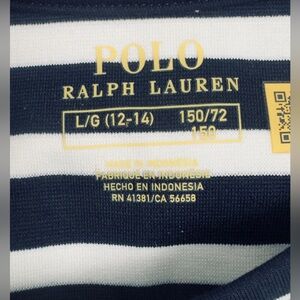 POLO
RALPH LAUREN
L/G (12-14) 150/72
150
MADE IN INDONESIA
FABRIQUÉ EN INDONÉSIE
HECHO EN INDONESIA
RN 41381/CA 56658